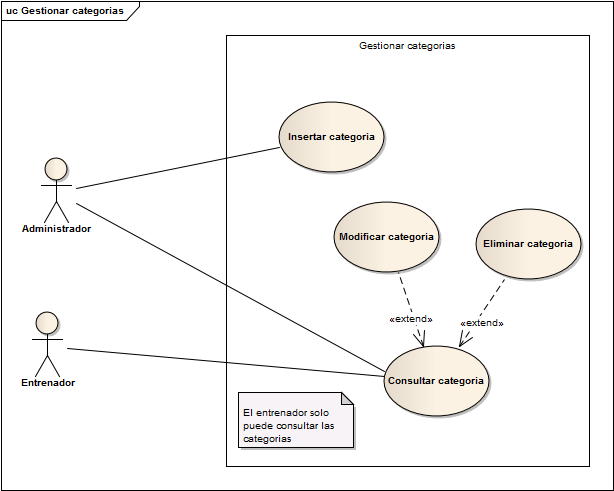 uc Gestionar categorias
Gestionar categorias
Insertar categoria
Administrador
Modificar categoria
Eliminar categoria
«extend»
«extend»
Entrenador
Consultar categoria
El entrenador solo
puede consultar las
categorias